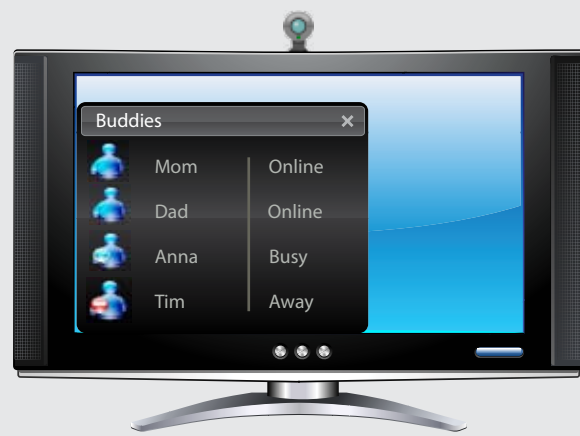 Buddies ×
Mom Online
Dad Online
Anna Busy
Tim Away